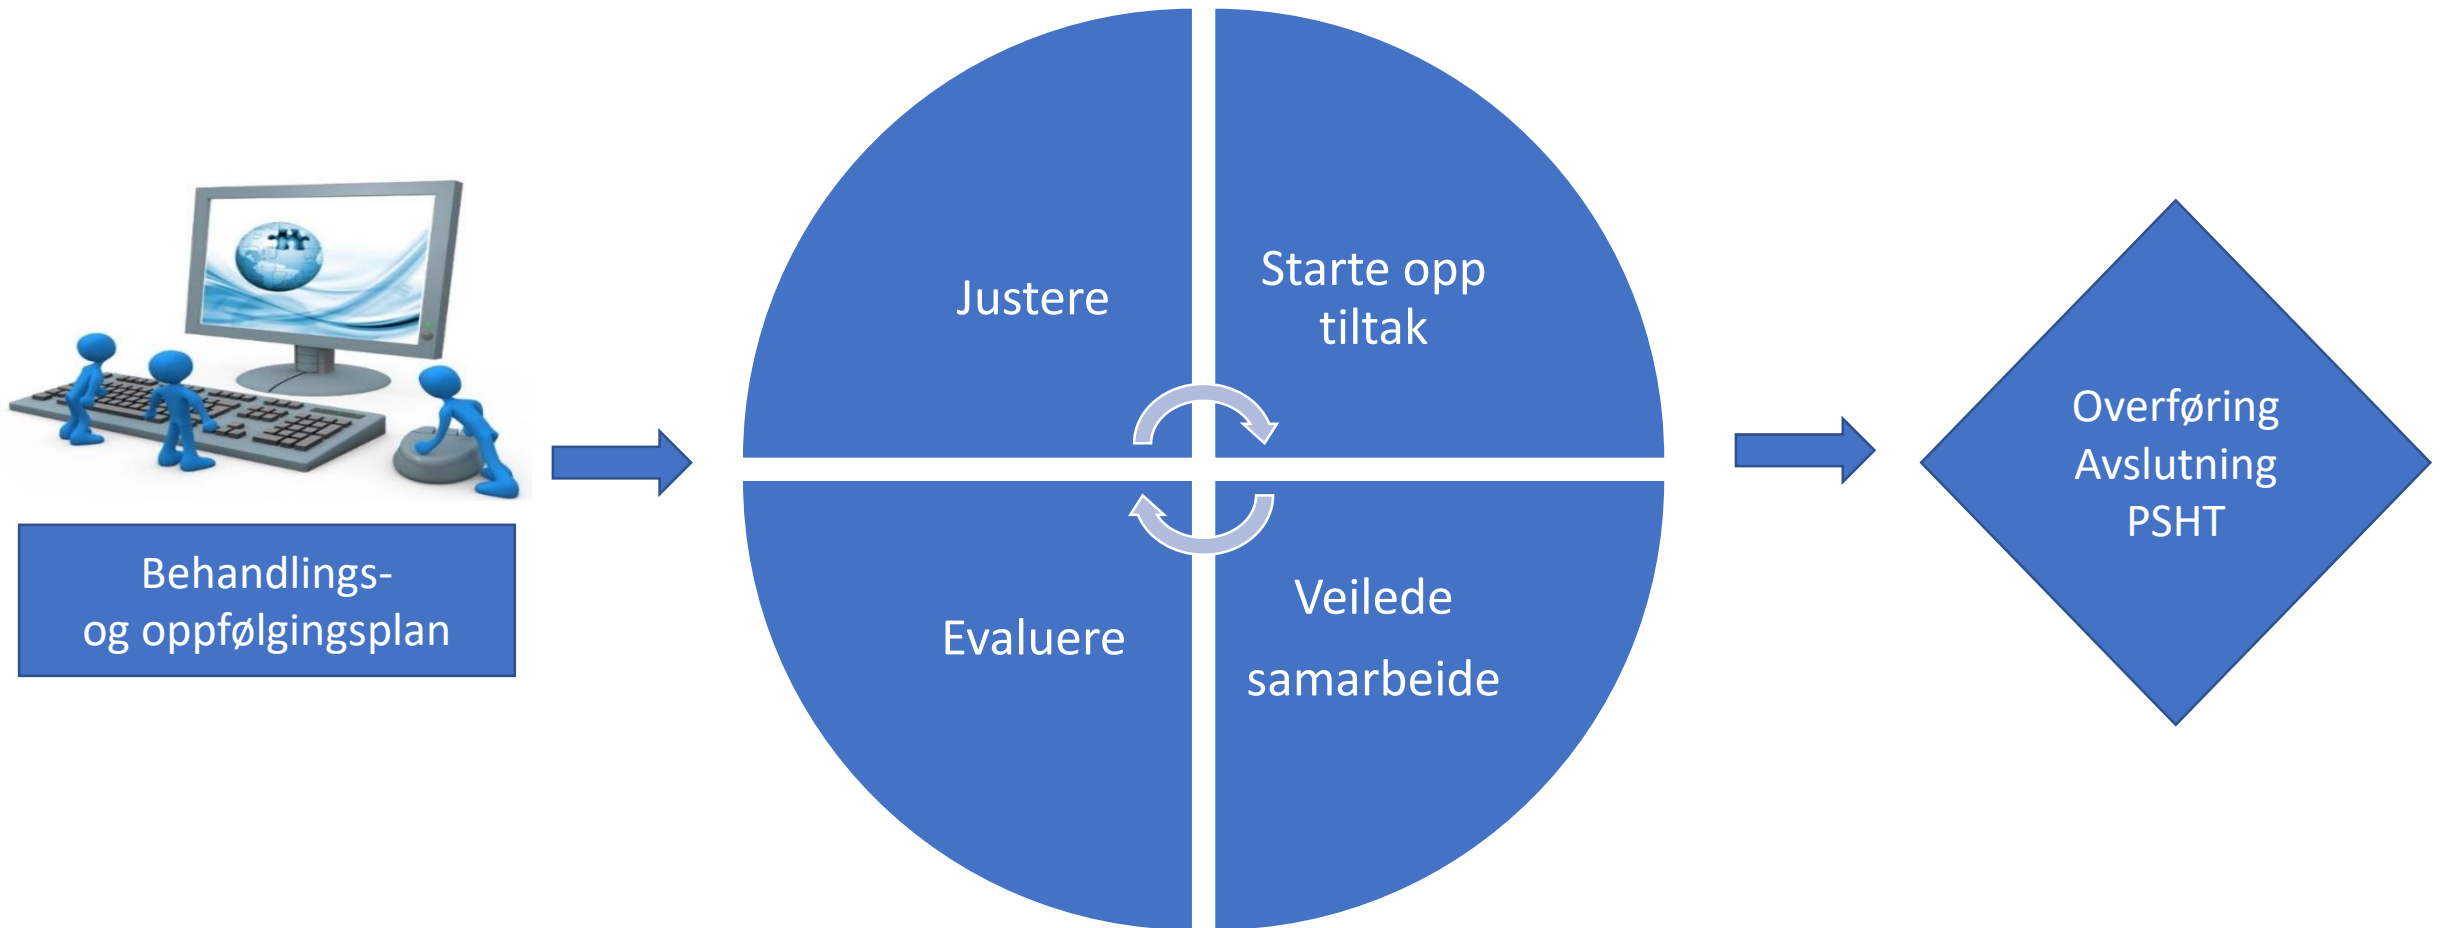 Behandlings-
og oppfølgingsplan
Justere
Starte opp
tiltak
Evaluere
Veilede
samarbeide
Overføring
Avslutning
PSHT